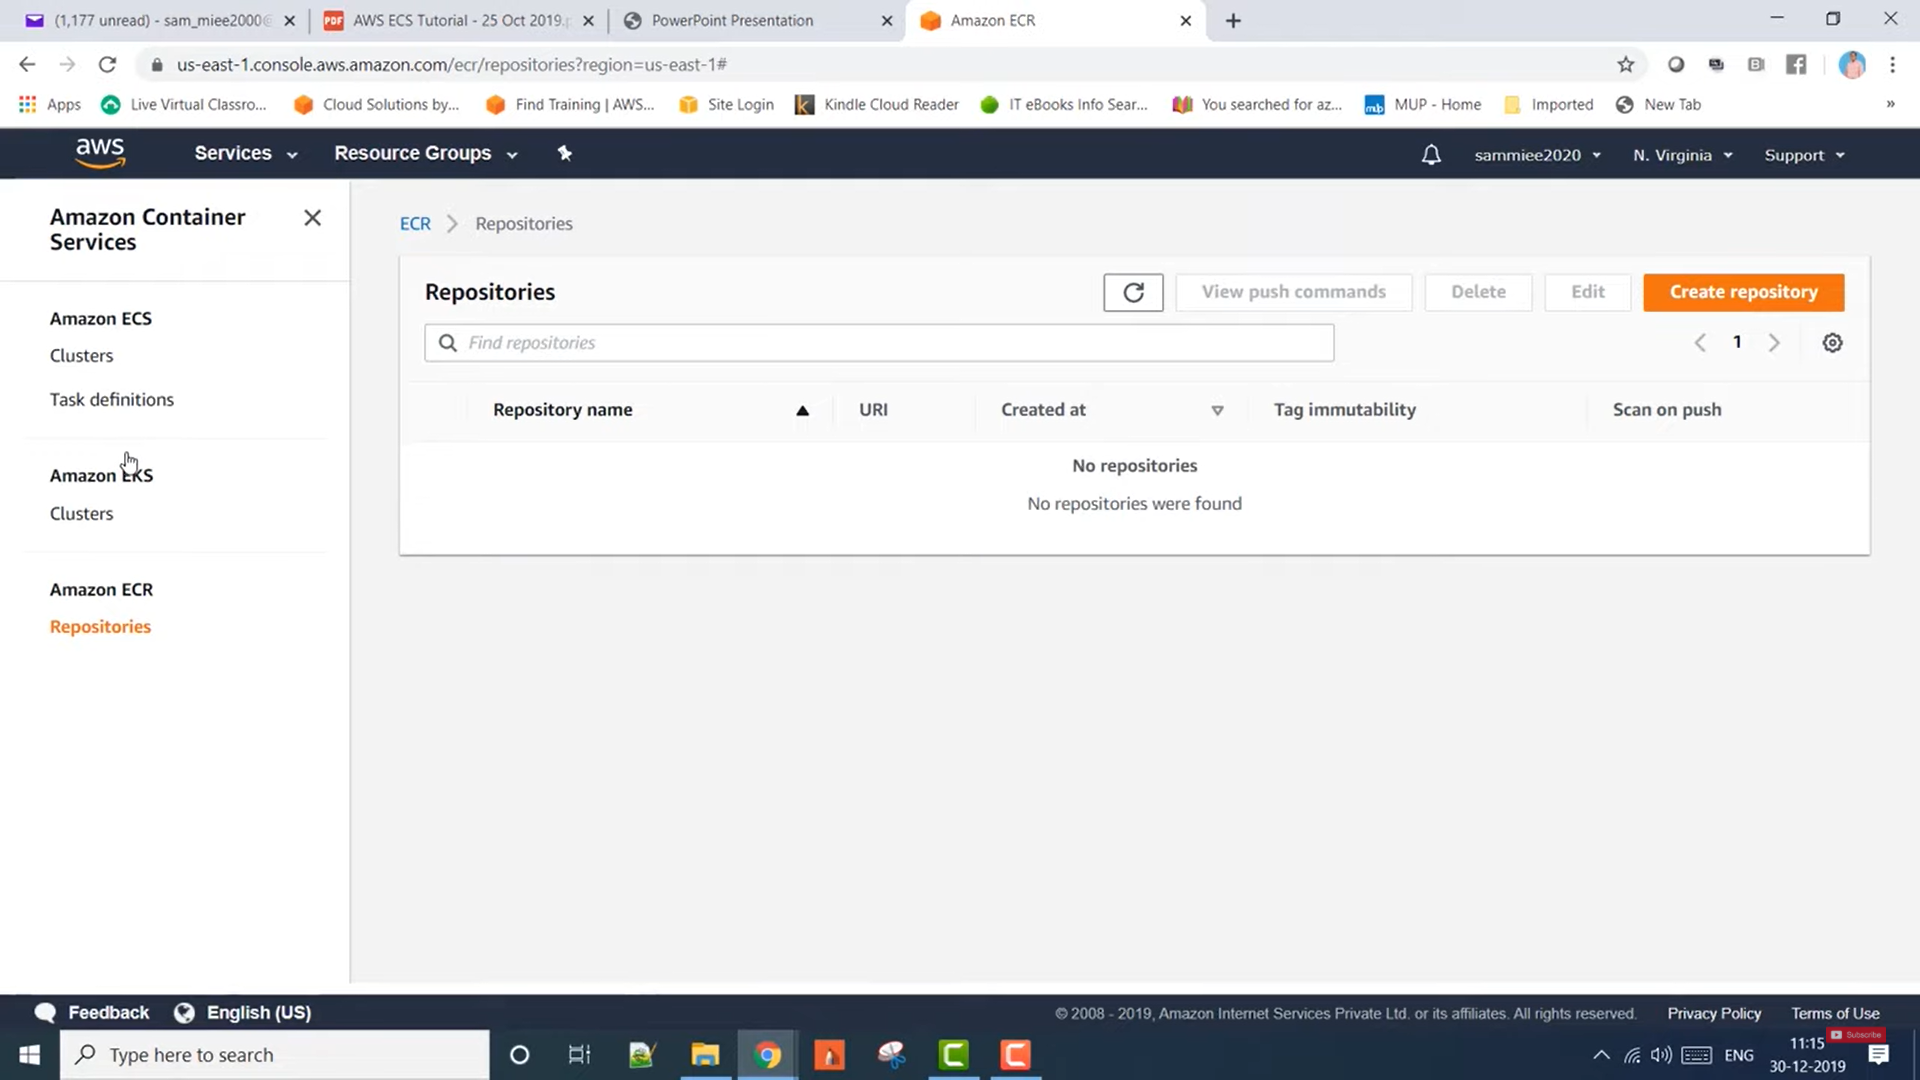 (1,177 unread) - sam_miee2000@
AWS ECS Tutorial - 25 Oct 2019.p
PowerPoint Presentation
Amazon ECR
us-east-1.console.aws.amazon.com/ecr/repositories?region=us-east-1#
Apps
Live Virtual Classro...
Cloud Solutions by...
Find Training | AWS...
Site Login
Kindle Cloud Reader
IT eBooks Info Sear...
You searched for az...
MUP - Home
Imported
New Tab
»
aws
Services
Resource Groups
sammiee2020
N. Virginia
Support
Amazon Container
Services
Amazon ECS
Clusters
Task definitions
Amazon EKS
Clusters
Amazon ECR
Repositories
ECR > Repositories
Repositories
View push commands
Delete
Edit
Create repository
Find repositories
1
Repository name
URI
Created at
Tag immutability
Scan on push
No repositories
No repositories were found
Feedback
English (US)
© 2008 - 2019, Amazon Internet Services Private Ltd. or its affiliates. All rights reserved.
Privacy Policy
Terms of Use
Subscribe
Type here to search
ENG
11:15
30-12-2019